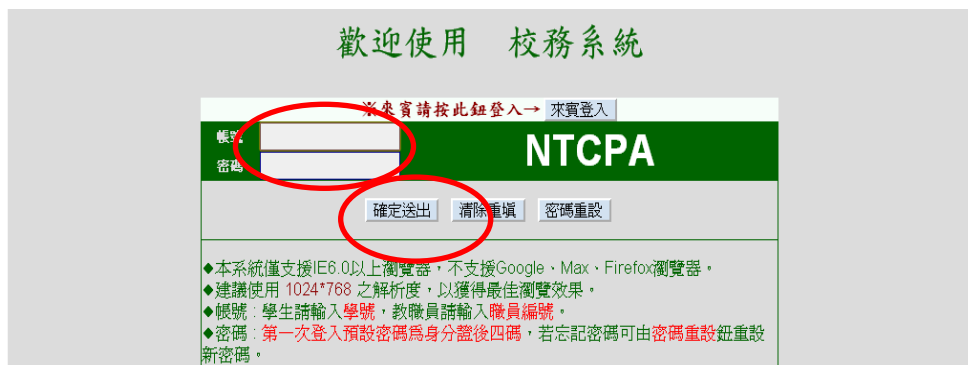 歡迎使用　校務系統
※來賓請按此鈕登入→ 來賓登入
帳號
NTCPA
密碼
確定送出 清除重填 密碼重設
◆本系統僅支援IE6.0以上瀏覽器，不支援Google、Max、Firefox瀏覽器。
◆建議使用 1024*768 之解析度，以獲得最佳瀏覽效果。
◆帳號：學生請輸入學號，教職員請輸入職員編號。
◆密碼：第一次登入預設密碼為身分證後四碼，若忘記密碼可由密碼重設鈕重設
新密碼。